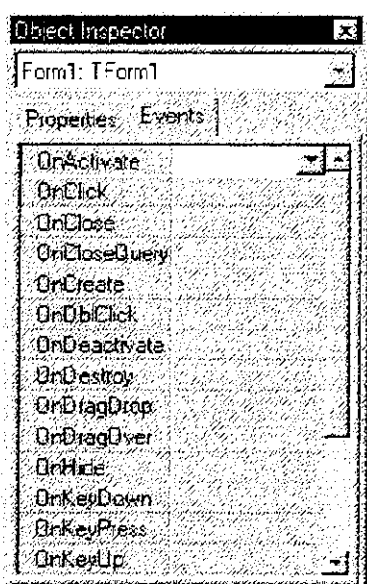 Object Inspector
Form1: TForm1
Properties Events
OnActivate
OnClick
OnClose
OnCloseQuery
OnCreate
OnDblClick
OnDeactivate
OnDestroy
OnDragDrop
OnDragOver
OnHide
OnKeyDown
OnKeyPress
OnKeyUp